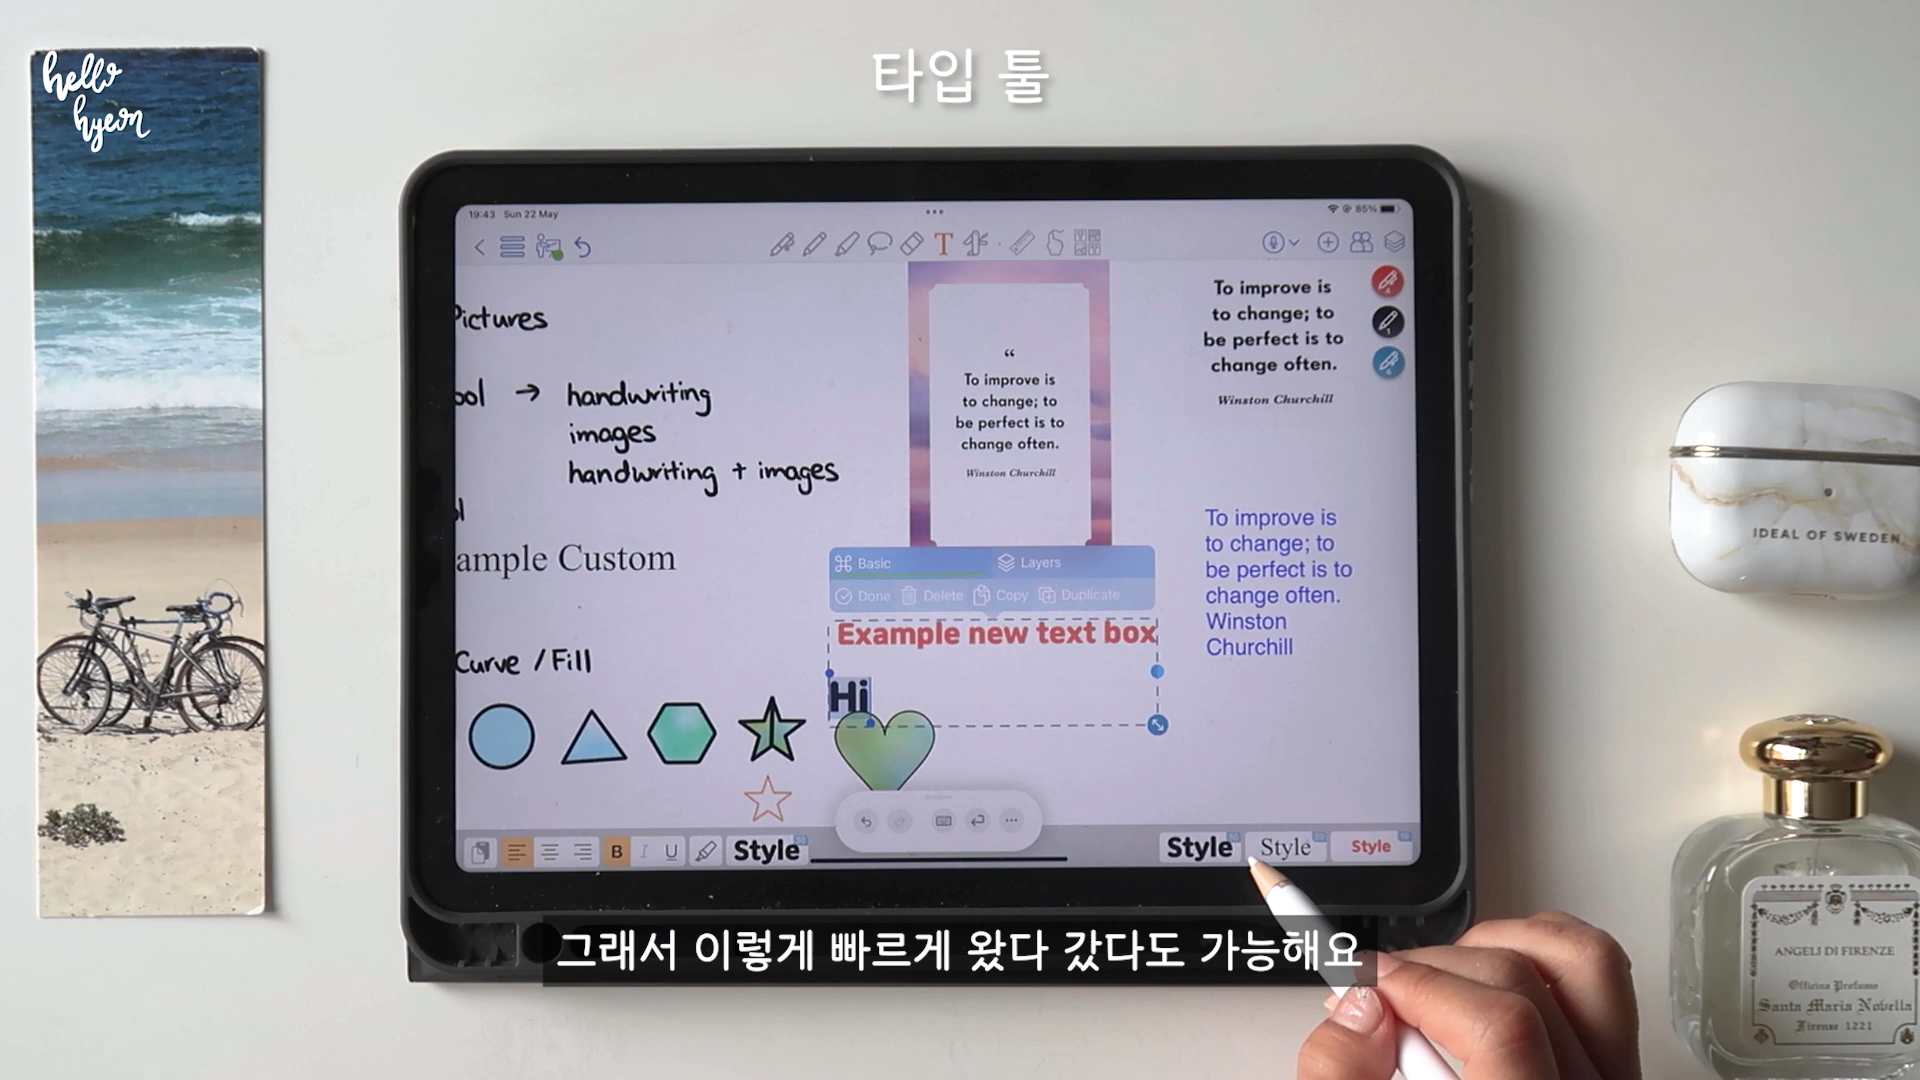 hello
hyeon
타입 툴
19:43 Sun 22 May
85%
Pictures
ool → handwriting
images
handwriting + images
ample Custom
Curve / Fill
“
To improve is
to change; to
be perfect is to
change often.
Winston Churchill
To improve is
to change; to
be perfect is to
change often.
Winston Churchill
To improve is
to change; to
be perfect is to
change often.
Winston
Churchill
Basic Layers
Done Delete Copy Duplicate
Example new text box
Hi
B I U Style
Style Style Style
그래서 이렇게 빠르게 왔다 갔다도 가능해요
IDEAL OF SWEDEN
ANGELI DI FIRENZE
Officina Profumo
Santa Maria Novella
Firenze 1221